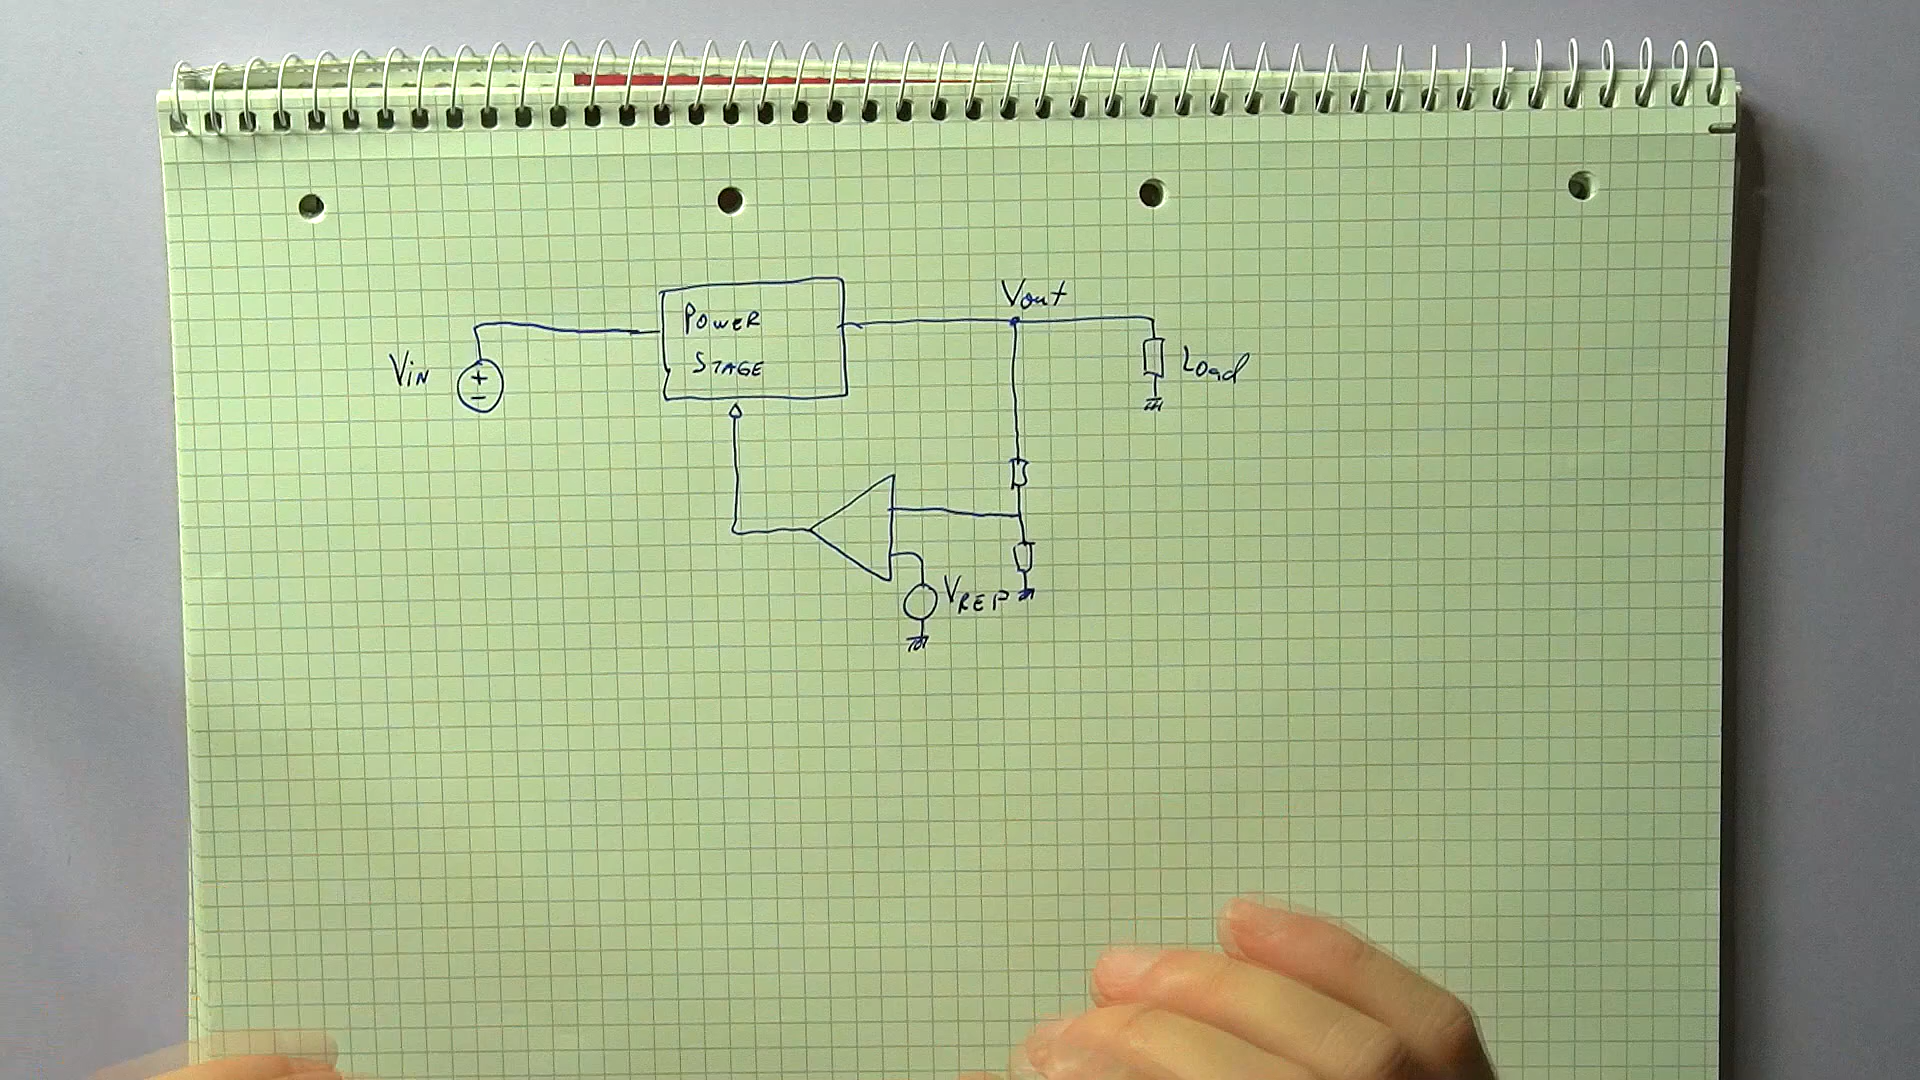 Vout
POWER
STAGE
VIN
+
-
Load
VREF